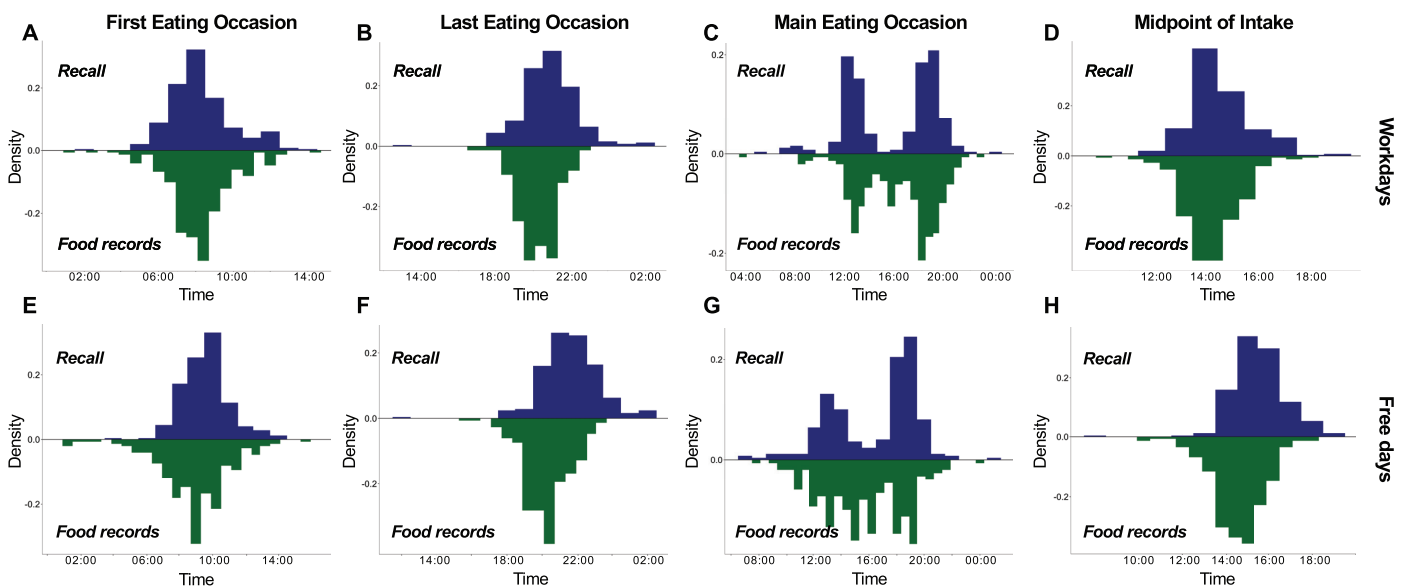 First Eating Occasion
Last Eating Occasion
Main Eating Occasion
Midpoint of Intake
A
Recall
0.2
0.0
-0.2
Density
Food records
02:00 06:00 10:00 14:00
Time
B
Recall
0.2
0.0
-0.2
Density
Food records
14:00 18:00 22:00 02:00
Time
C
Recall
0.2
0.0
-0.2
Density
Food records
04:00 08:00 12:00 16:00 20:00 00:00
Time
D
Recall
0.2
0.0
-0.2
Density
Food records
12:00 14:00 16:00 18:00
Time
Workdays
E
Recall
0.2
0.0
-0.2
Density
Food records
02:00 06:00 10:00 14:00
Time
F
Recall
0.2
0.0
-0.2
Density
Food records
14:00 18:00 22:00 02:00
Time
G
Recall
0.2
0.0
Density
Food records
08:00 12:00 16:00 20:00 00:00
Time
H
Recall
0.2
0.0
-0.2
Density
Food records
10:00 12:00 14:00 16:00 18:00
Time
Free days